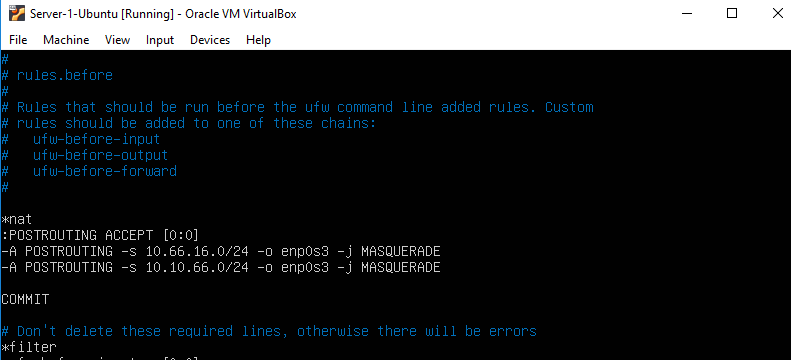 Server-1-Ubuntu [Running] - Oracle VM VirtualBox
File Machine View Input Devices Help
#
# rules.before
#
# Rules that should be run before the ufw command line added rules. Custom
# rules should be added to one of these chains:
#   ufw-before-input
#   ufw-before-output
#   ufw-before-forward
#
*nat
:POSTROUTING ACCEPT [0:0]
-A POSTROUTING -s 10.66.16.0/24 -o enp0s3 -j MASQUERADE
-A POSTROUTING -s 10.10.66.0/24 -o enp0s3 -j MASQUERADE
COMMIT
# Don't delete these required lines, otherwise there will be errors
*filter